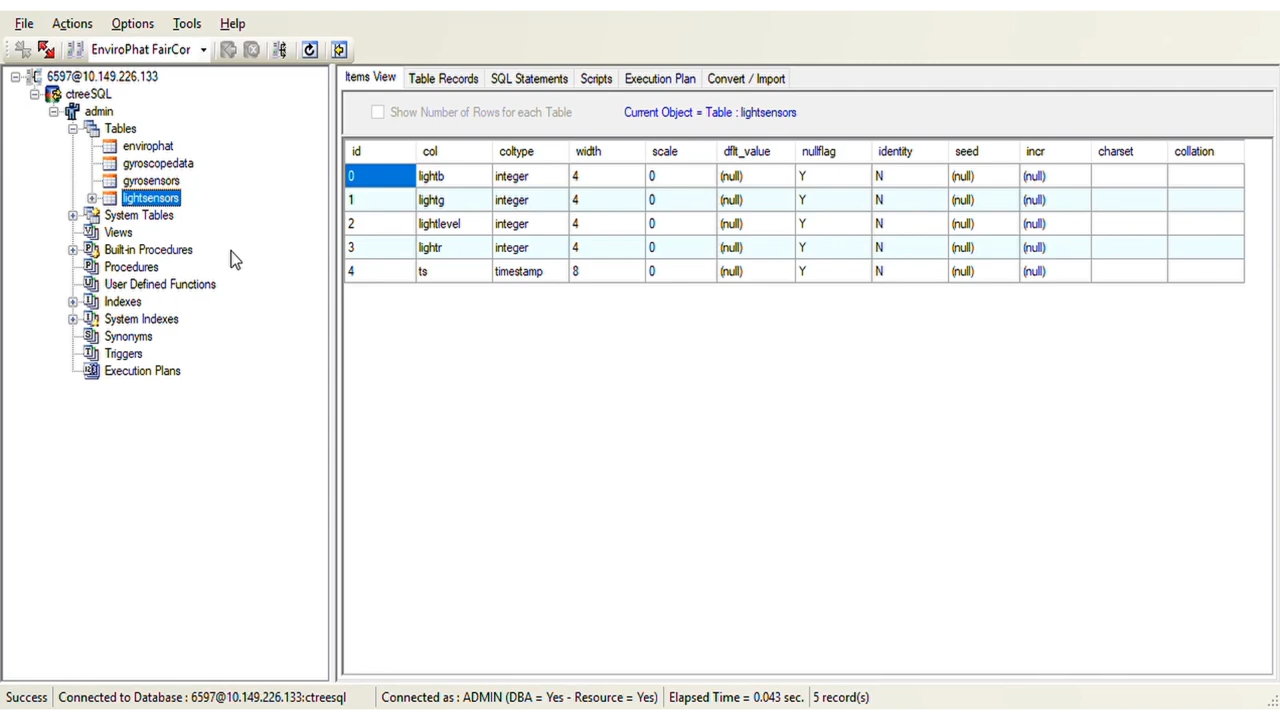 File Actions Options Tools Help
EnviroPhat FairCor
6597@10.149.226.133
ctreeSQL
admin
Tables
envirophat
gyroscopedata
gyrosensors
lightsensors
System Tables
Views
Built-in Procedures
Procedures
User Defined Functions
Indexes
System Indexes
Synonyms
Triggers
Execution Plans
Items View Table Records SQL Statements Scripts Execution Plan Convert / Import
Show Number of Rows for each Table Current Object = Table : lightsensors
id col coltype width scale dflt_value nullflag identity seed incr charset collation
0 lightb integer 4 0 (null) Y N (null) (null)
1 lightg integer 4 0 (null) Y N (null) (null)
2 lightlevel integer 4 0 (null) Y N (null) (null)
3 lightr integer 4 0 (null) Y N (null) (null)
4 ts timestamp 8 0 (null) Y N (null) (null)
Success Connected to Database : 6597@10.149.226.133:ctreesql Connected as : ADMIN (DBA = Yes - Resource = Yes) Elapsed Time = 0.043 sec. 5 record(s)